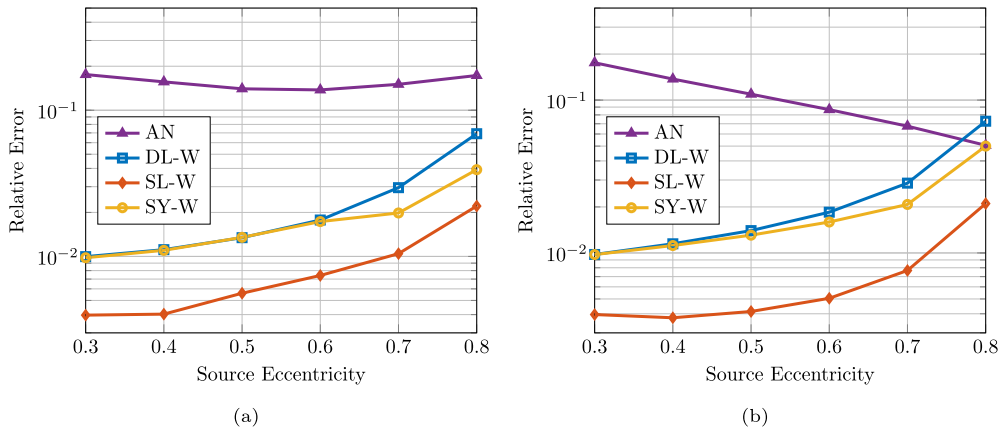 Relative Error
10⁻¹
10⁻²
AN
DL-W
SL-W
SY-W
0.3 0.4 0.5 0.6 0.7 0.8
Source Eccentricity
(a)
Relative Error
10⁻¹
10⁻²
AN
DL-W
SL-W
SY-W
0.3 0.4 0.5 0.6 0.7 0.8
Source Eccentricity
(b)